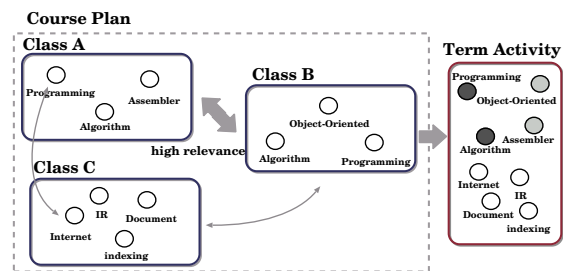 Course Plan
Class A
Programming
Assembler
Algorithm
high relevance
Class B
Object-Oriented
Algorithm
Programming
Class C
IR
Document
Internet
indexing
Term Activity
Programming
Object-Oriented
Assembler
Algorithm
Internet
IR
Document
indexing